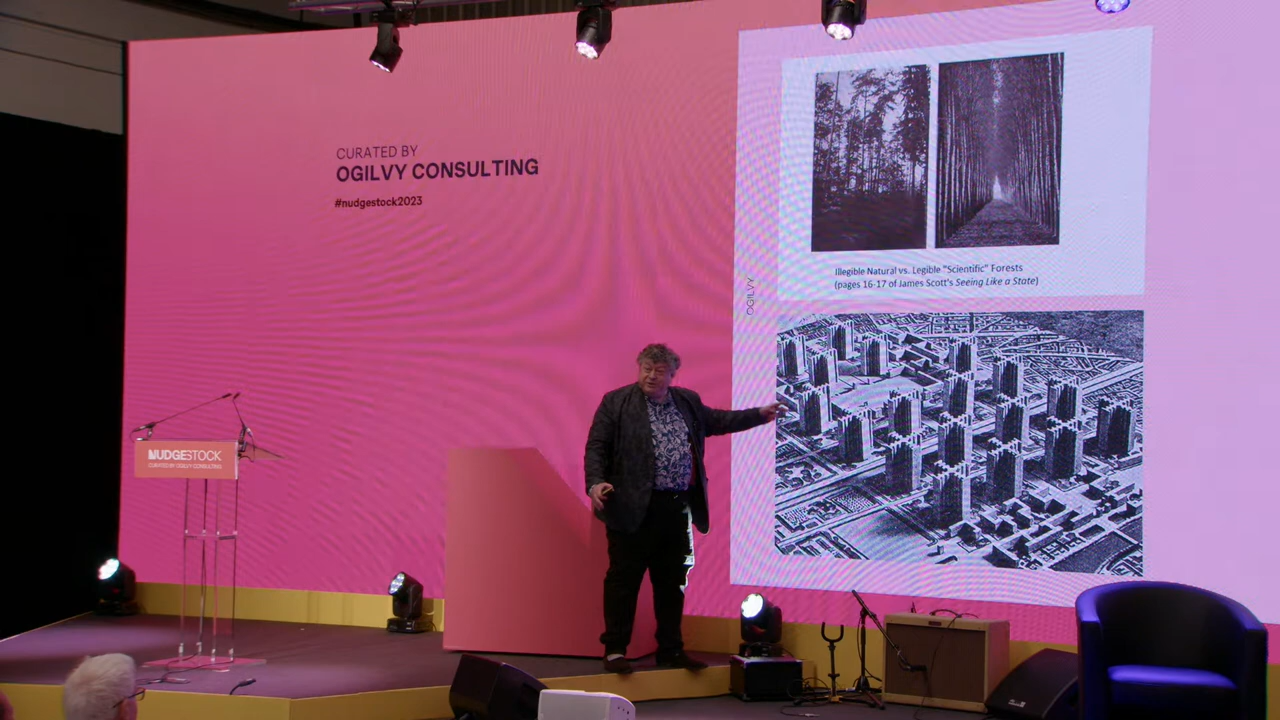 CURATED BY
OGILVY CONSULTING
#nudgestock2023
Illegible Natural vs. Legible "Scientific" Forests
(pages 16-17 of James Scott's Seeing Like a State)
OGILVY
NUDGESTOCK
CURATED BY OGILVY CONSULTING